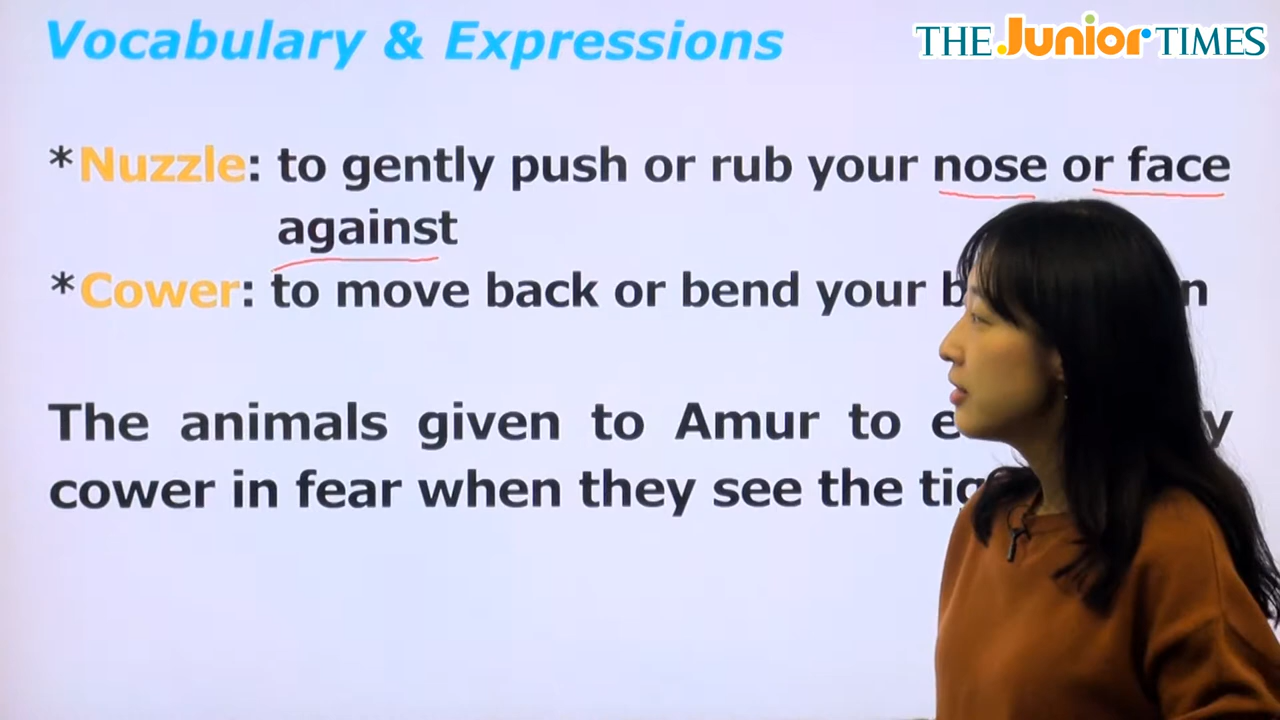 Vocabulary & Expressions
THE Junior TIMES
*Nuzzle: to gently push or rub your nose or face
against
*Cower: to move back or bend your
The animals given to Amur to
cower in fear when they see the